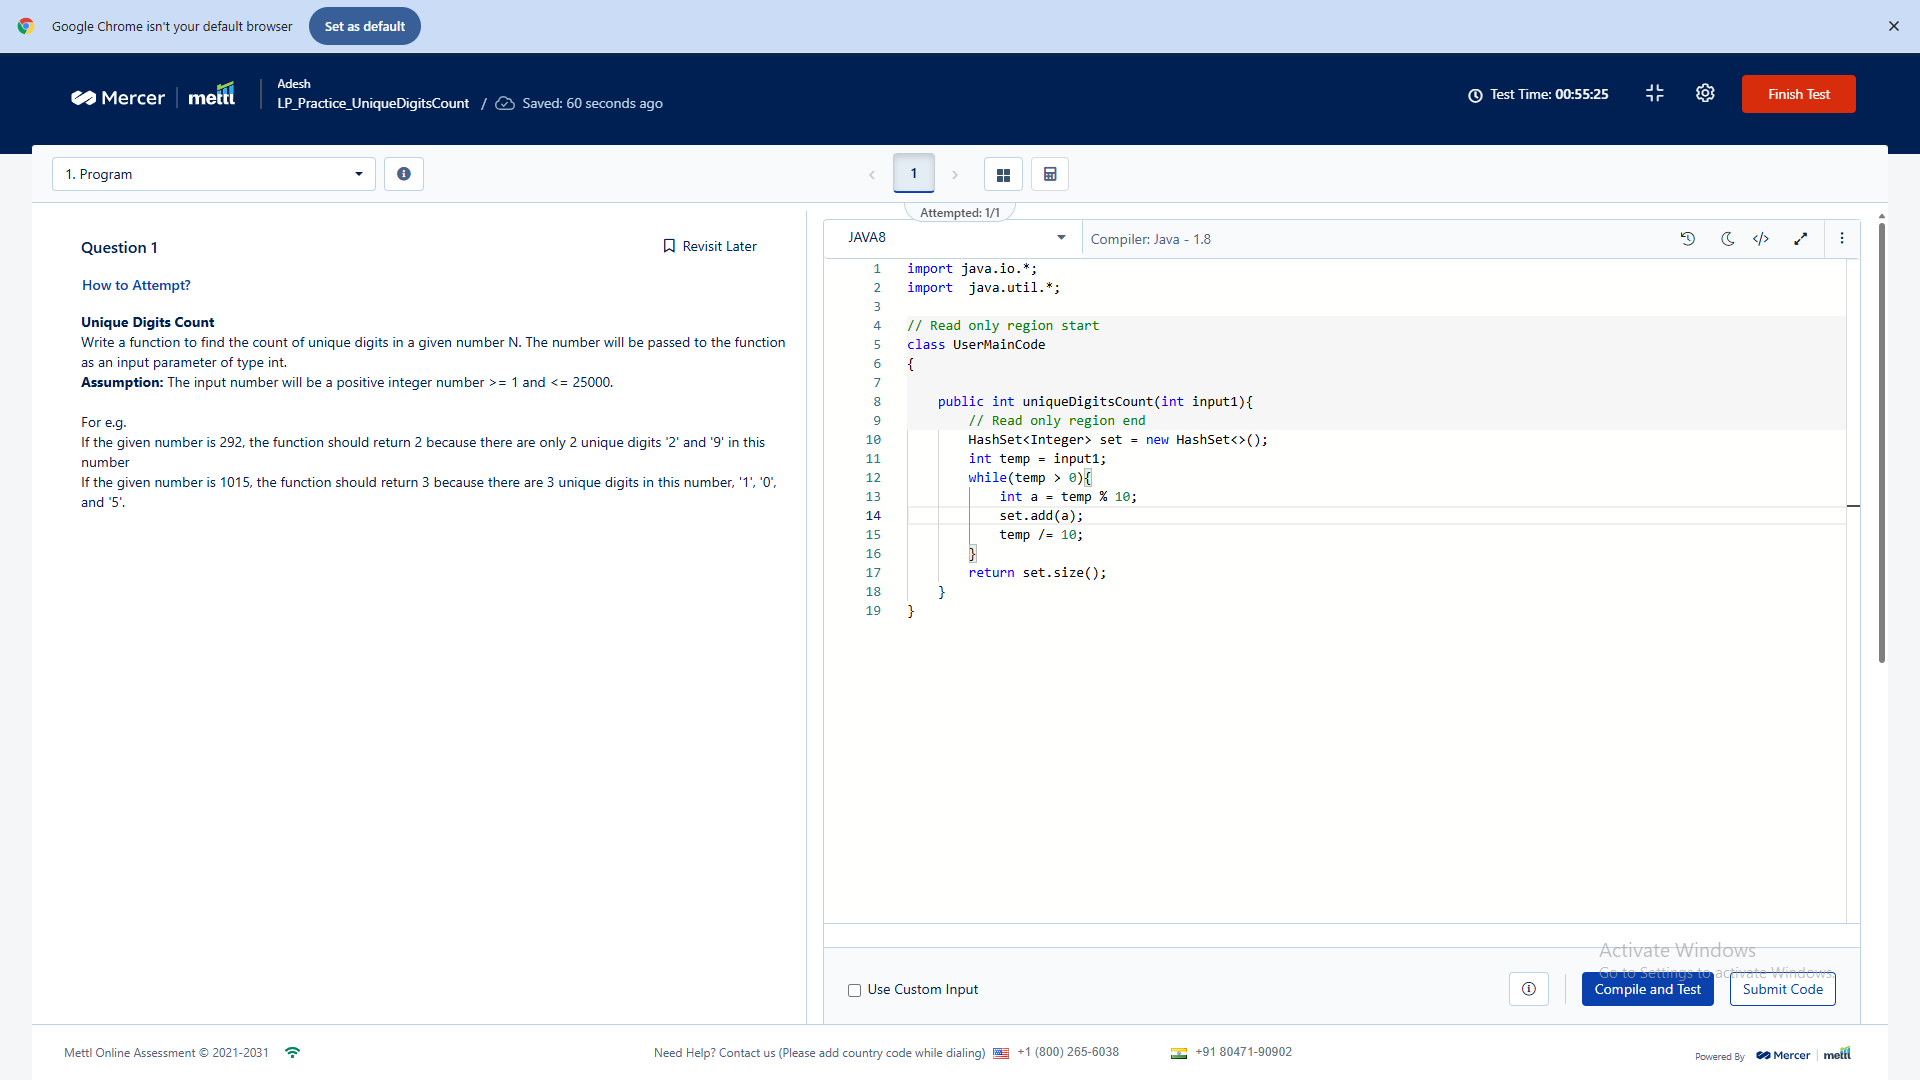 Google Chrome isn't your default browser Set as default
Mercer mettl
Adesh
LP_Practice_UniqueDigitsCount / Saved: 60 seconds ago
Test Time: 00:55:25
Finish Test
1. Program
1
Attempted: 1/1
Question 1
Revisit Later
How to Attempt?
Unique Digits Count
Write a function to find the count of unique digits in a given number N. The number will be passed to the function
as an input parameter of type int.
Assumption: The input number will be a positive integer number >= 1 and <= 25000.
For e.g.
If the given number is 292, the function should return 2 because there are only 2 unique digits '2' and '9' in this
number
If the given number is 1015, the function should return 3 because there are 3 unique digits in this number, '1', '0',
and '5'.
JAVA8
Compiler: Java - 1.8
1 import java.io.*;
2 import  java.util.*;
3
4 // Read only region start
5 class UserMainCode
6 {
7
8     public int uniqueDigitsCount(int input1){
9         // Read only region end
10         HashSet<Integer> set = new HashSet<>();
11         int temp = input1;
12         while(temp > 0){
13             int a = temp % 10;
14             set.add(a);
15             temp /= 10;
16         }
17         return set.size();
18     }
19 }
Activate Windows
Go to Settings to activate Windows.
Use Custom Input
Compile and Test
Submit Code
Mettl Online Assessment © 2021-2031
Need Help? Contact us (Please add country code while dialing) +1 (800) 265-6038 +91 80471-90902
Powered By Mercer mettl